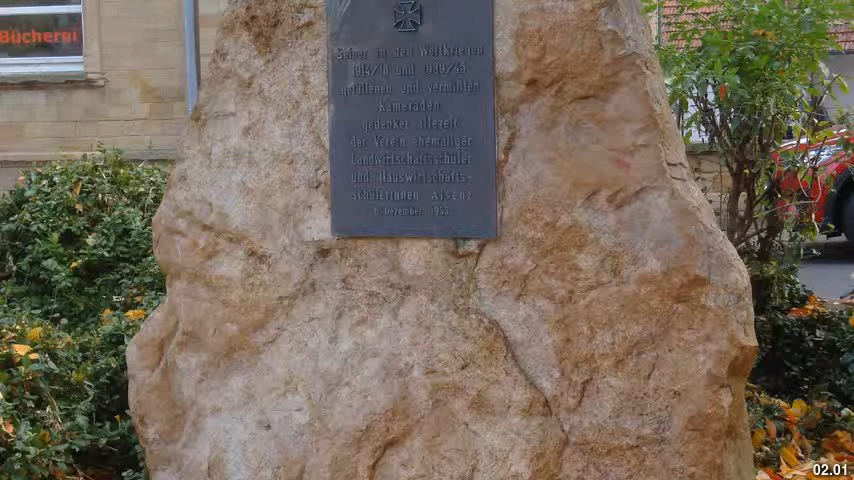 Bücherei
Seiner in den Weltkriegen
1914/18 und 1939/45
gefallenen und vermißten
Kameraden
gedenket allezeit
der Verein ehemaliger
Landwirtschaftsschüler
und Hauswirtschafts-
schülerinnen Alsenz
6. Dezember 1953
02.01